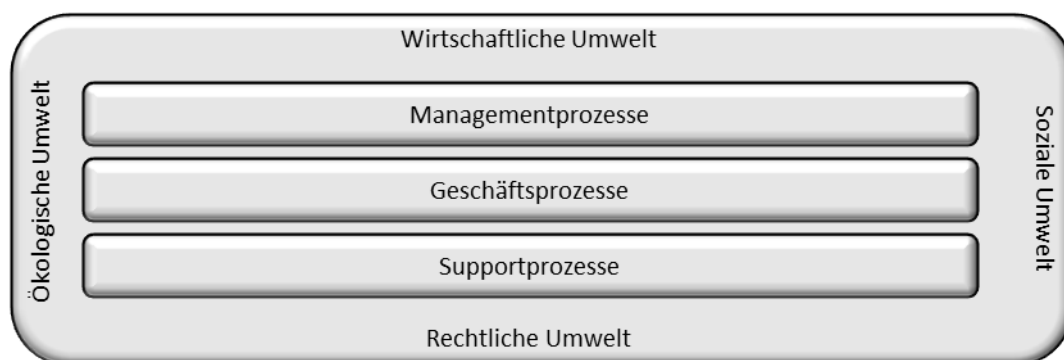 Wirtschaftliche Umwelt
Ökologische Umwelt
Managementprozesse
Geschäftsprozesse
Supportprozesse
Soziale Umwelt
Rechtliche Umwelt